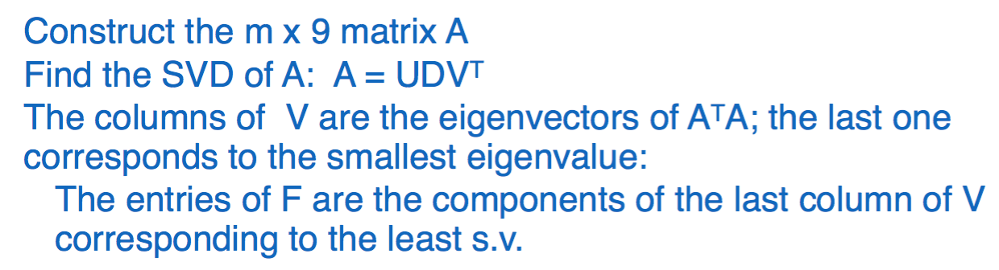 Construct the m x 9 matrix A
Find the SVD of A:  A = UDVᵀ
The columns of  V are the eigenvectors of AᵀA; the last one
corresponds to the smallest eigenvalue:
The entries of F are the components of the last column of V
corresponding to the least s.v.